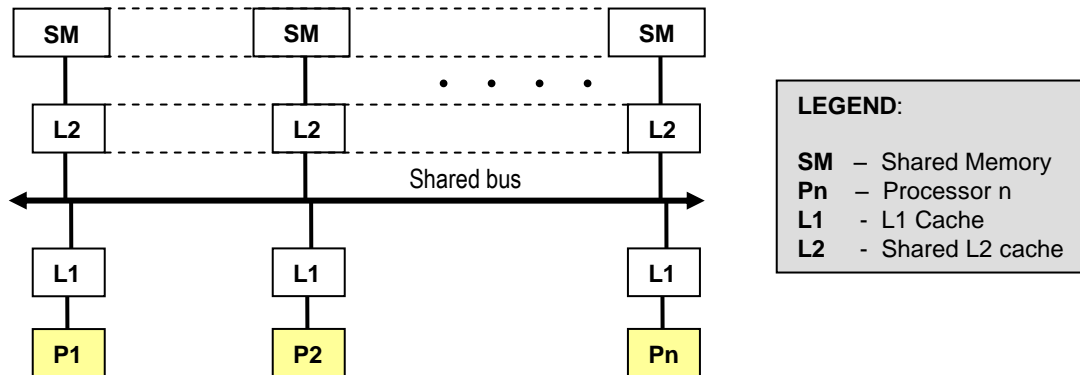 SM SM SM
L2 L2 L2
Shared bus
L1 L1 L1
P1 P2 Pn
LEGEND:
SM – Shared Memory
Pn – Processor n
L1 - L1 Cache
L2 - Shared L2 cache